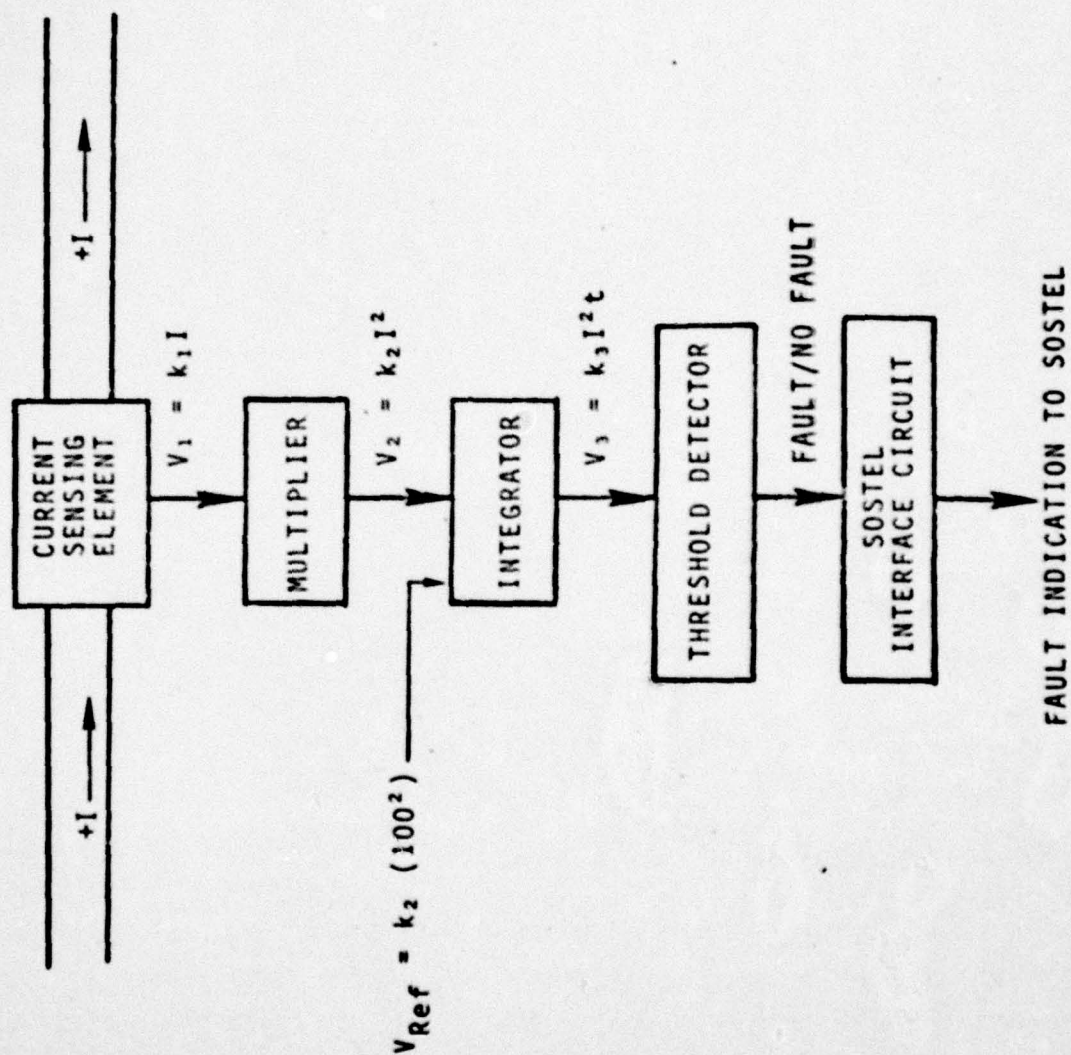 +I
+I
CURRENT
SENSING
ELEMENT
V₁ = k₁I
MULTIPLIER
V₂ = k₂I²
V_Ref = k₂ (100²)
INTEGRATOR
V₃ = k₃I²t
THRESHOLD DETECTOR
FAULT/NO FAULT
SOSTEL
INTERFACE CIRCUIT
FAULT INDICATION TO SOSTEL